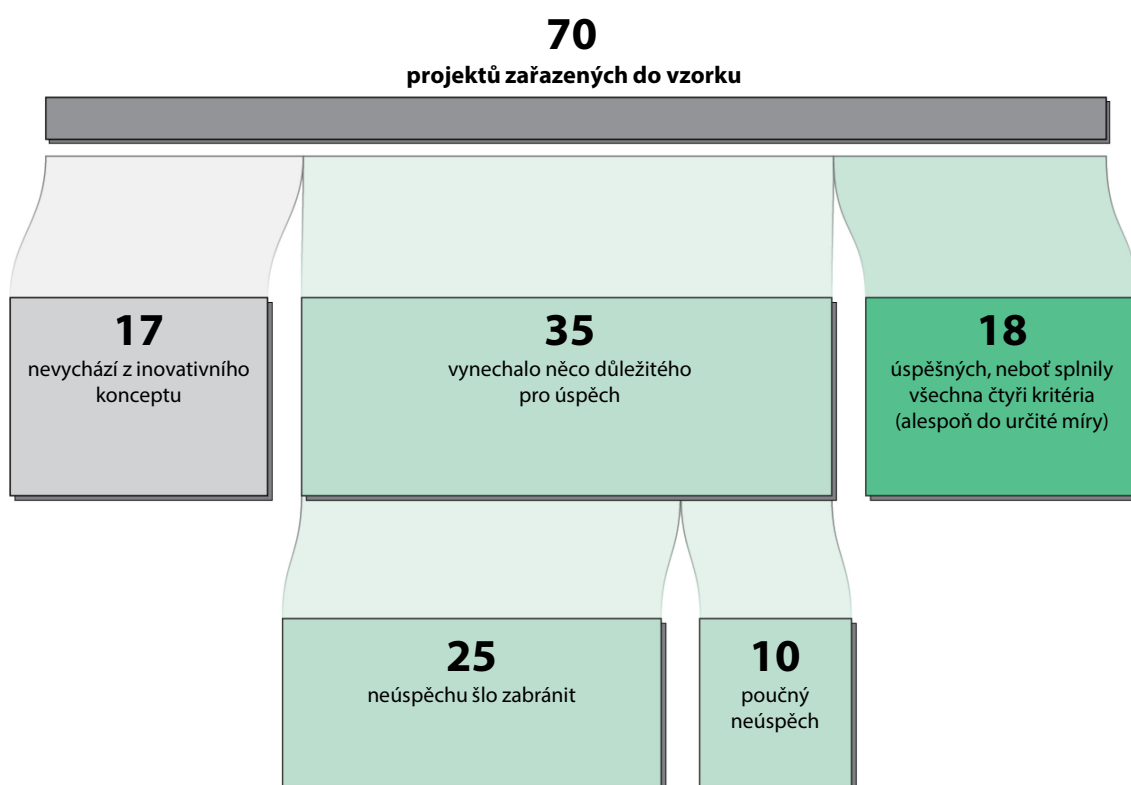 70
projektů zařazených do vzorku
17
nevychází z inovativního
konceptu
35
vynechalo něco důležitého
pro úspěch
18
úspěšných, neboť splnily
všechna čtyři kritéria
(alespoň do určité míry)
25
neúspěchu šlo zabránit
10
poučný
neúspěch